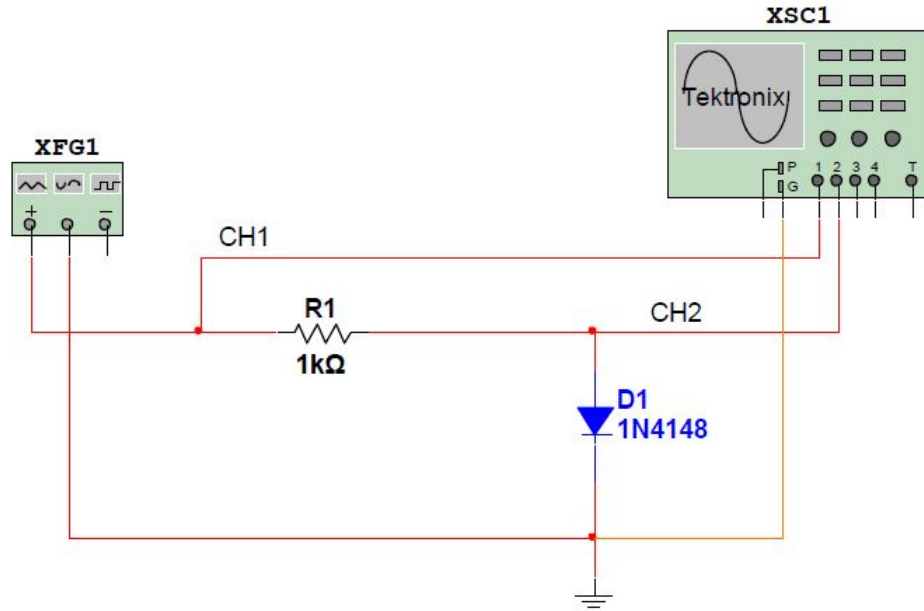 XSC1
Tektronix
P 1 2 3 4 T
G
XFG1
+ −
CH1
R1
1kΩ
CH2
D1
1N4148